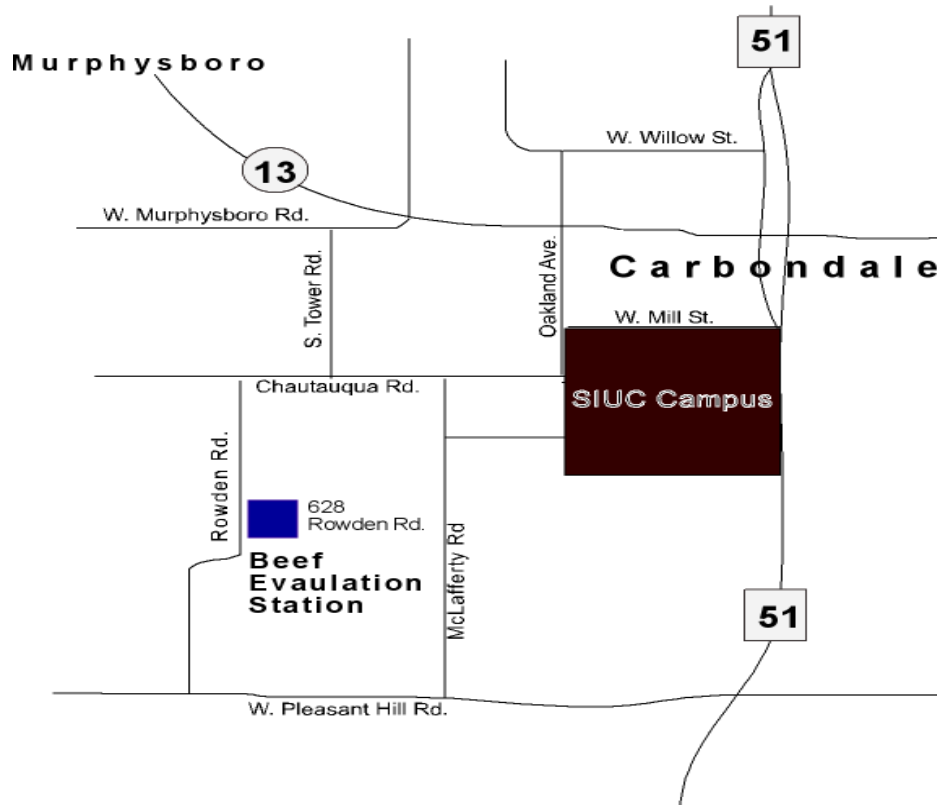 51
Murphysboro
W. Willow St.
13
W. Murphysboro Rd.
Carbondale
S. Tower Rd.
Oakland Ave.
W. Mill St.
Chautauqua Rd.
SIUC Campus
Rowden Rd.
628
Rowden Rd.
McLafferty Rd
Beef
Evaulation
Station
51
W. Pleasant Hill Rd.